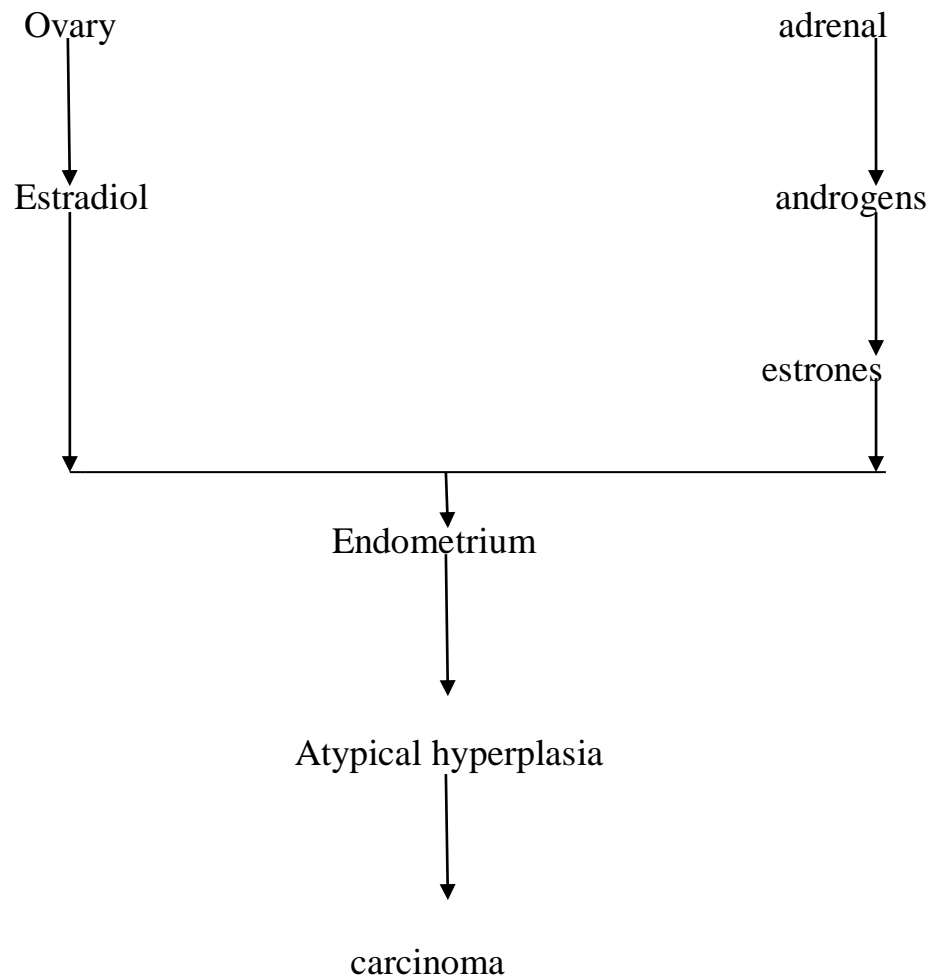 Ovary adrenal
Estradiol androgens
estrones
Endometrium
Atypical hyperplasia
carcinoma